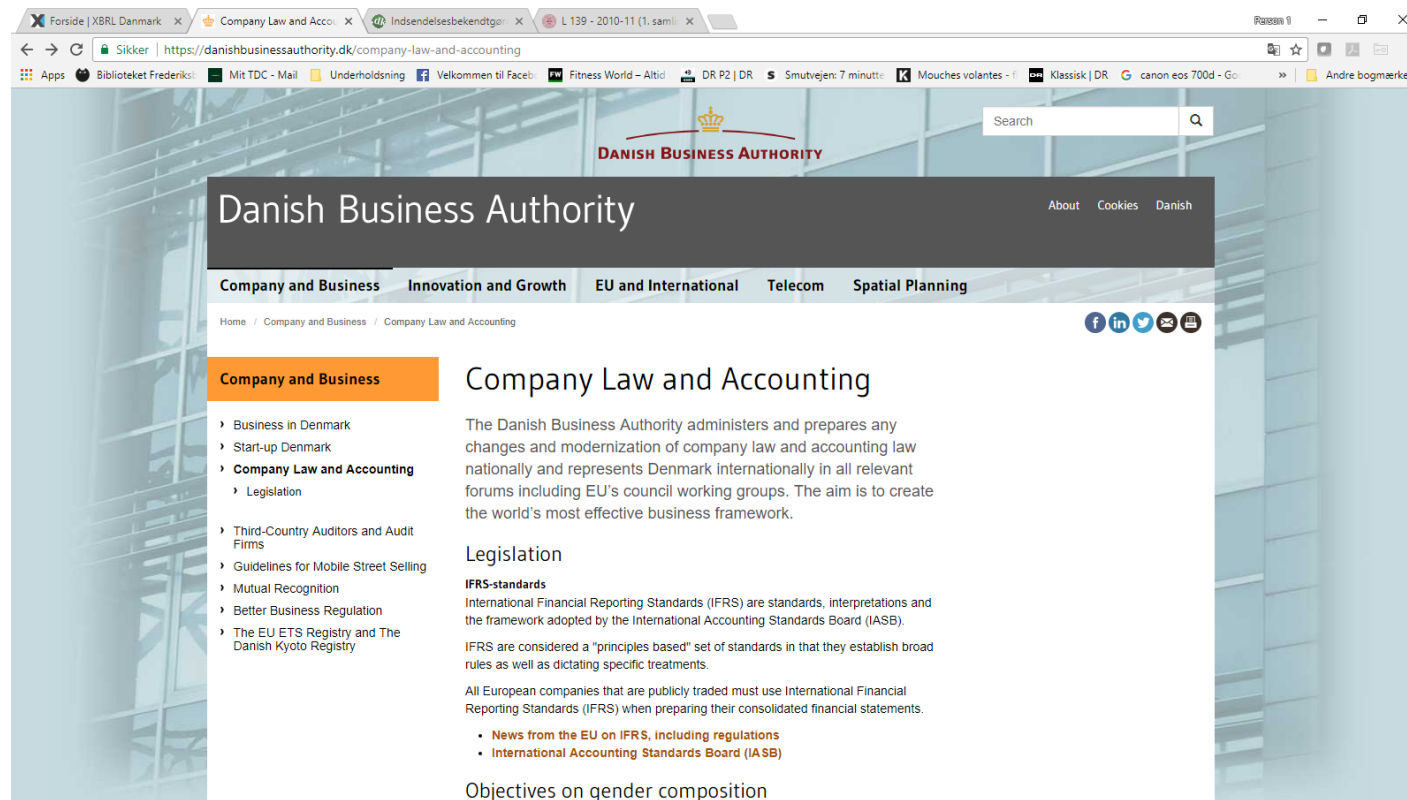 Forside | XBRL Danmark
Company Law and Accou
Indsendelsesbekendtgør
L 139 - 2010-11 (1. samli
Person 1
Sikker | https://danishbusinessauthority.dk/company-law-and-accounting
Apps Biblioteket Frederiks Mit TDC - Mail Underholdsning Velkommen til Facebo Fitness World – Altid DR P2 | DR Smutvejen: 7 minutte Mouches volantes - f Klassisk | DR canon eos 700d - Go » Andre bogmærke
Search
DANISH BUSINESS AUTHORITY
Danish Business Authority
About Cookies Danish
Company and Business Innovation and Growth EU and International Telecom Spatial Planning
Home / Company and Business / Company Law and Accounting
Company and Business
Business in Denmark
Start-up Denmark
Company Law and Accounting
Legislation
Third-Country Auditors and Audit
Firms
Guidelines for Mobile Street Selling
Mutual Recognition
Better Business Regulation
The EU ETS Registry and The
Danish Kyoto Registry
Company Law and Accounting
The Danish Business Authority administers and prepares any
changes and modernization of company law and accounting law
nationally and represents Denmark internationally in all relevant
forums including EU's council working groups. The aim is to create
the world's most effective business framework.
Legislation
IFRS-standards
International Financial Reporting Standards (IFRS) are standards, interpretations and
the framework adopted by the International Accounting Standards Board (IASB).
IFRS are considered a "principles based" set of standards in that they establish broad
rules as well as dictating specific treatments.
All European companies that are publicly traded must use International Financial
Reporting Standards (IFRS) when preparing their consolidated financial statements.
• News from the EU on IFRS, including regulations
• International Accounting Standards Board (IASB)
Objectives on gender composition